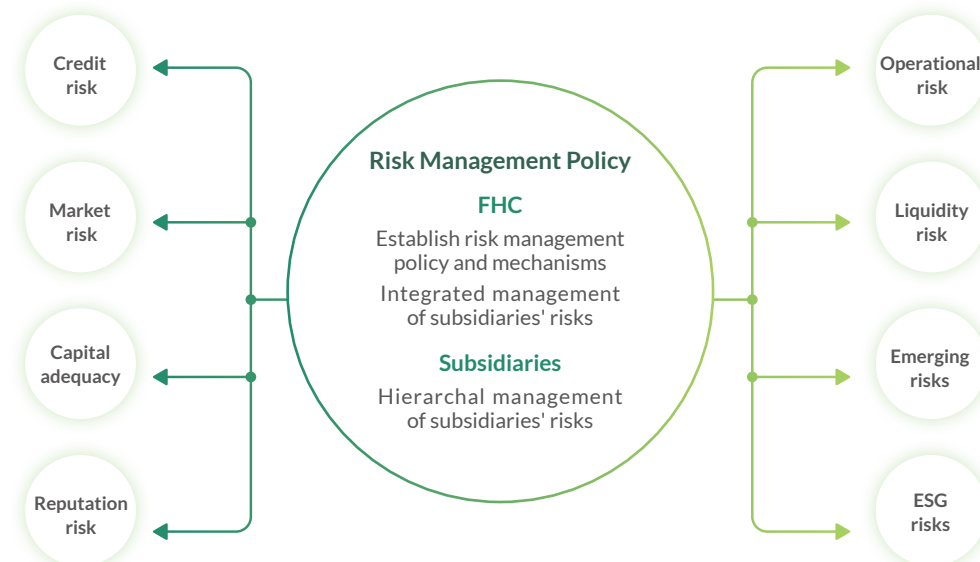 Credit
risk
Market
risk
Capital
adequacy
Reputation
risk
Risk Management Policy
FHC
Establish risk management
policy and mechanisms
Integrated management
of subsidiaries' risks
Subsidiaries
Hierarchal management
of subsidiaries' risks
Operational
risk
Liquidity
risk
Emerging
risks
ESG
risks